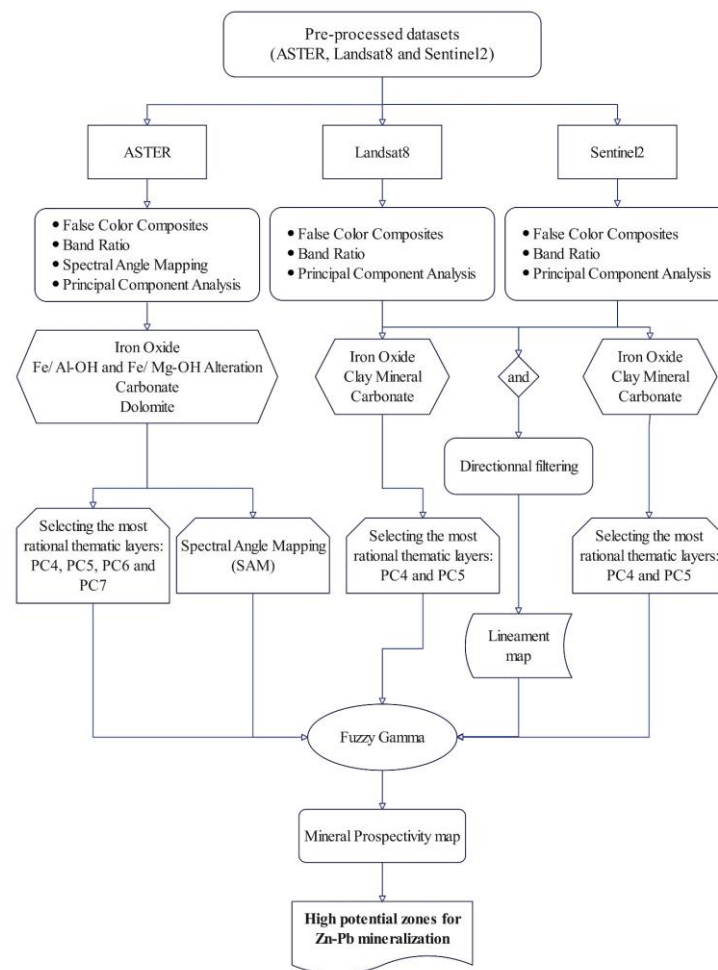 Pre-processed datasets
(ASTER, Landsat8 and Sentinel2)
ASTER
Landsat8
Sentinel2
• False Color Composites
• Band Ratio
• Spectral Angle Mapping
• Principal Component Analysis
• False Color Composites
• Band Ratio
• Principal Component Analysis
• False Color Composites
• Band Ratio
• Principal Component Analysis
Iron Oxide
Fe/ Al-OH and Fe/ Mg-OH Alteration
Carbonate
Dolomite
Iron Oxide
Clay Mineral
Carbonate
and
Iron Oxide
Clay Mineral
Carbonate
Directionnal filtering
Selecting the most
rational thematic layers:
PC4, PC5, PC6 and
PC7
Spectral Angle Mapping
(SAM)
Selecting the most
rational thematic layers:
PC4 and PC5
Selecting the most
rational thematic layers:
PC4 and PC5
Lineament
map
Fuzzy Gamma
Mineral Prospectivity map
High potential zones for
Zn-Pb mineralization